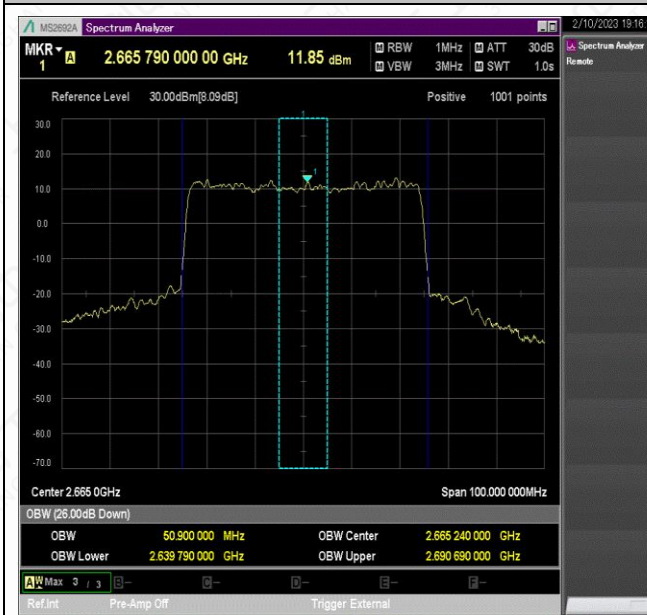 MS2692A Spectrum Analyzer
2/10/2023 19:16:
MKR 1 A 2.665 790 000 00 GHz 11.85 dBm
M RBW 1MHz M ATT 30dB
M VBW 3MHz M SWT 1.0s
Spectrum Analyzer
Remote
Reference Level 30.00dBm[8.09dB] Positive 1001 points
1
30.0
20.0
1
10.0
0.0
-10.0
-20.0
-30.0
-40.0
-50.0
-60.0
-70.0
Center 2.665 0GHz Span 100.000 000MHz
OBW (26.00dB Down)
OBW 50.900 000 MHz OBW Center 2.665 240 000 GHz
OBW Lower 2.639 790 000 GHz OBW Upper 2.690 690 000 GHz
A W Max 3 / 3 B- C- D- E- F-
Ref.Int Pre-Amp Off Trigger External